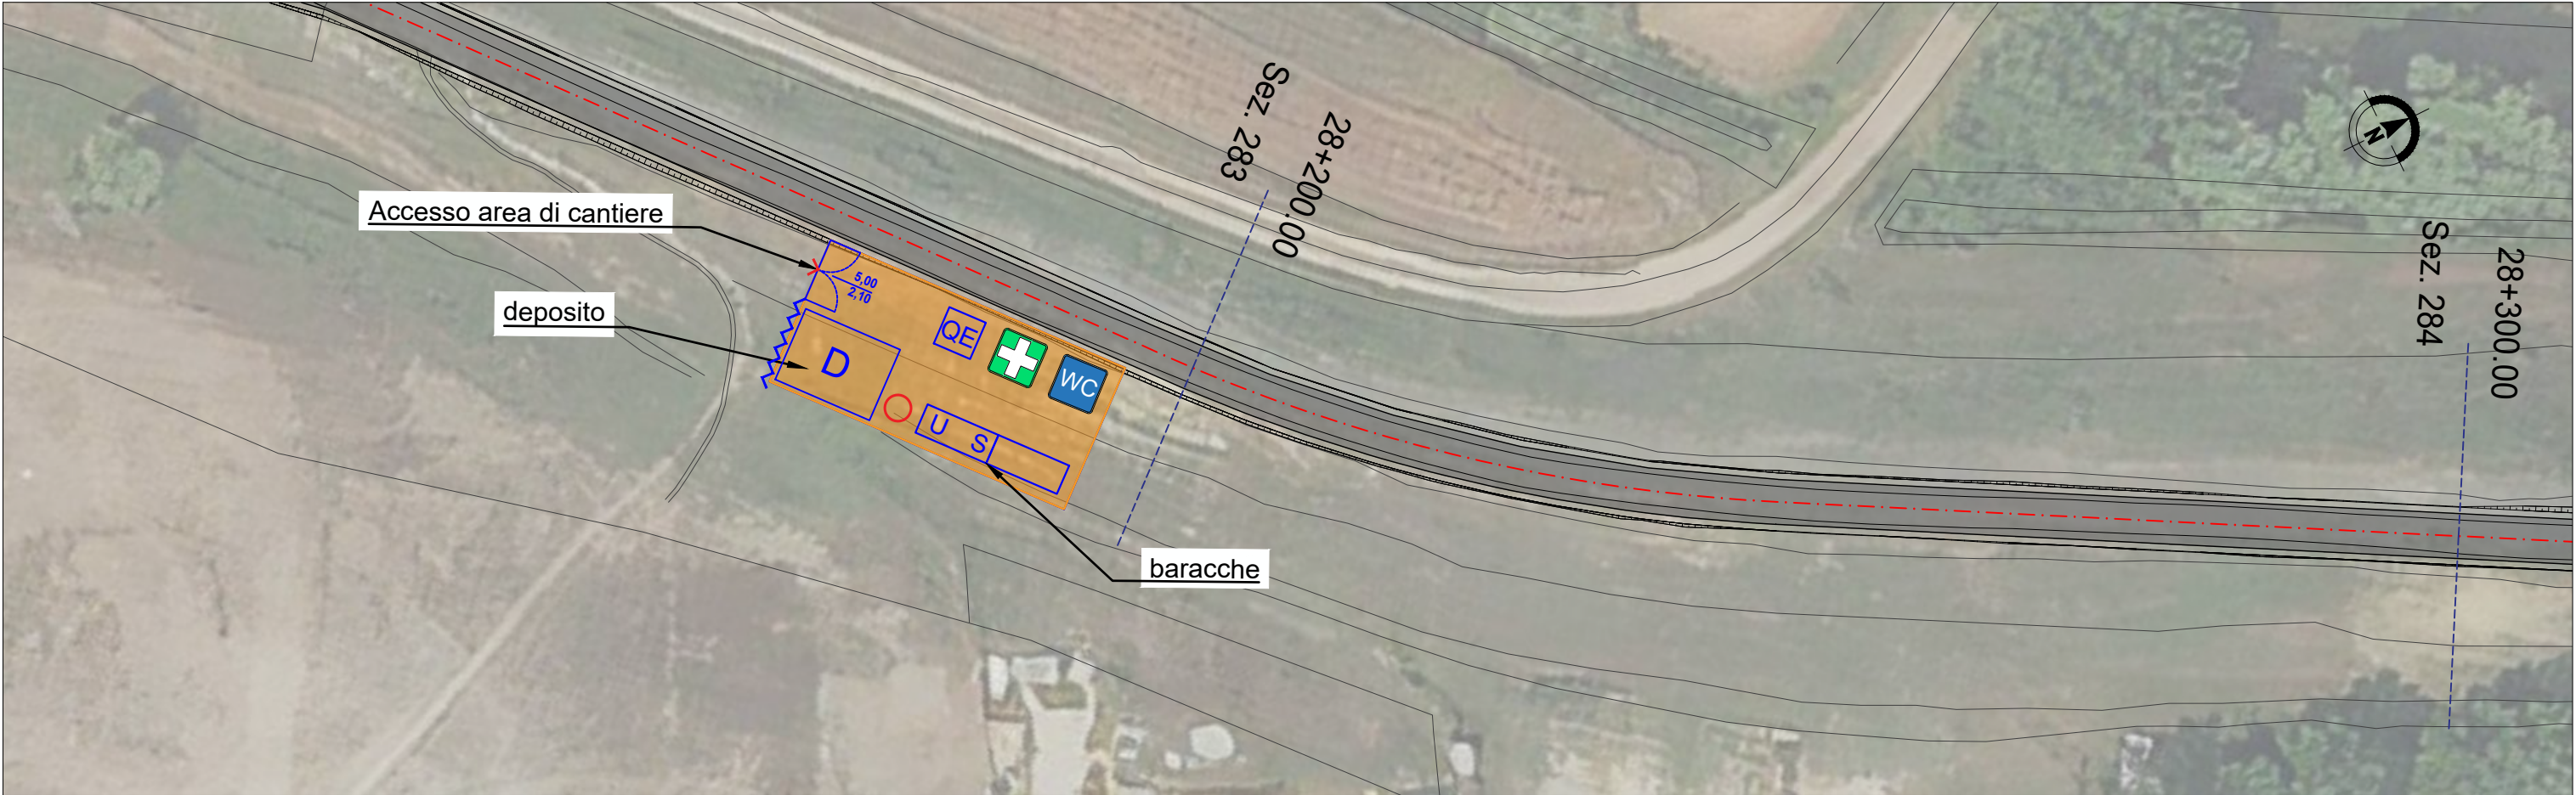 Sez. 283
28+200.00
N
Accesso area di cantiere
Sez. 284
28+300.00
5,00
2,10
deposito
QE
D
WC
U S
baracche